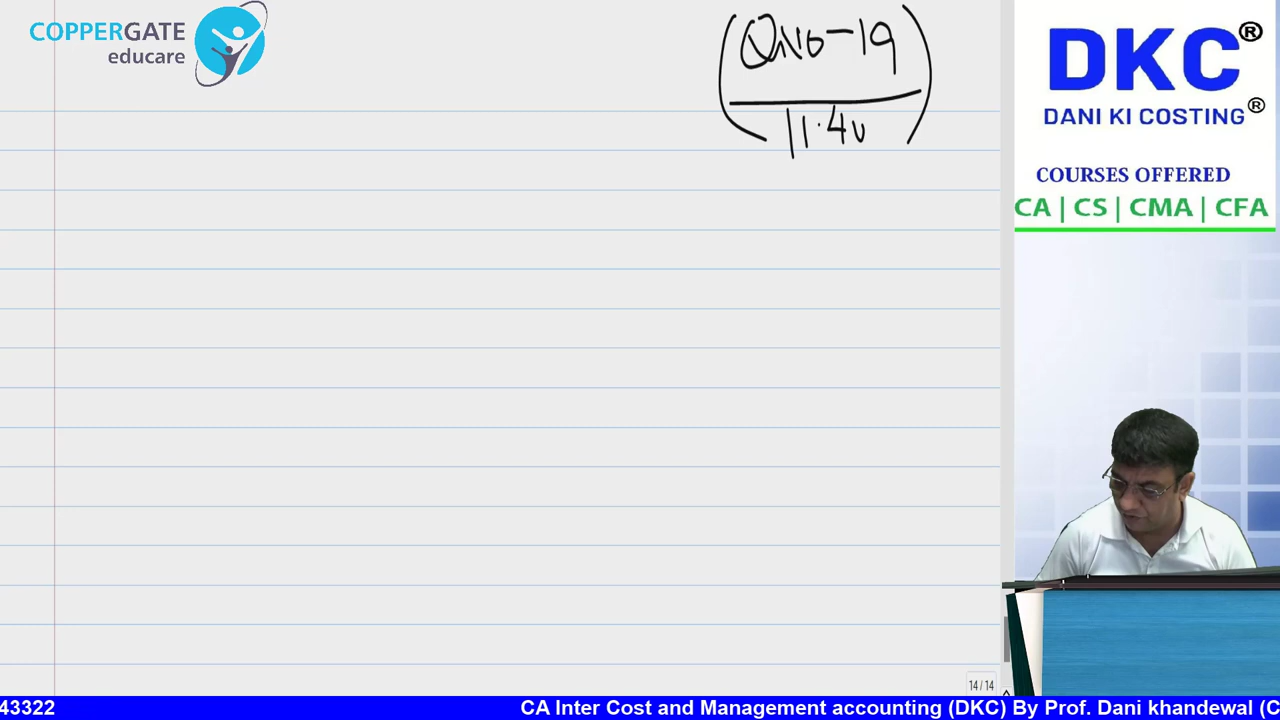 COPPERGATE
educare
QNo-19
11.40
DKC®
DANI KI COSTING®
COURSES OFFERED
CA | CS | CMA | CFA
14 / 14
43322 CA Inter Cost and Management accounting (DKC) By Prof. Dani khandewal (C